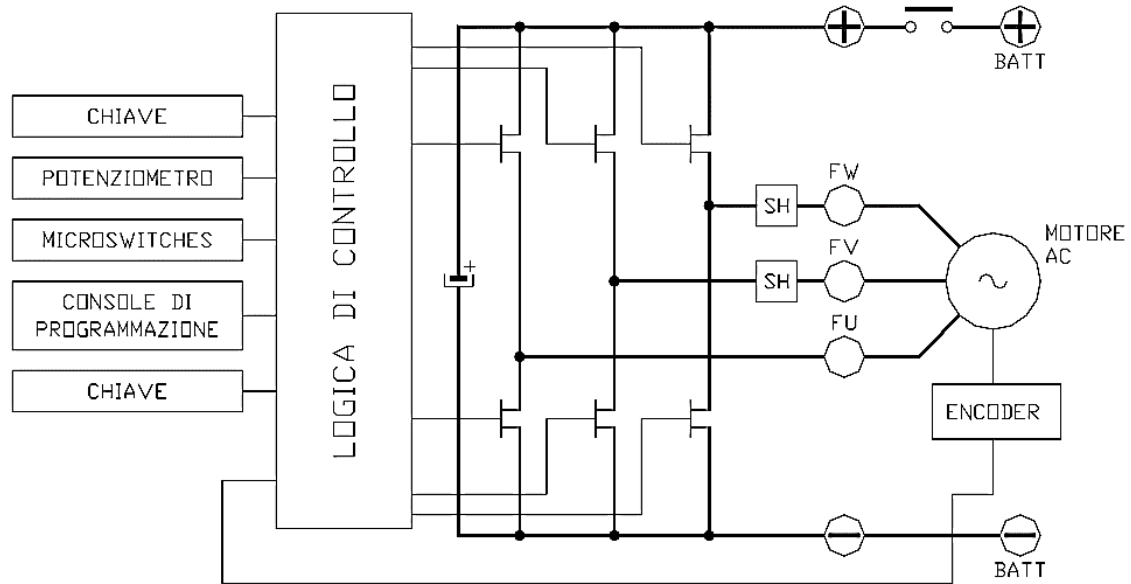 CHIAVE
POTENZIOMETRO
MICROSWITCHES
CONSOLE DI
PROGRAMMAZIONE
CHIAVE
LOGICA DI CONTROLLO
+
+
BATT
+
SH
FW
SH
FV
FU
MOTORE
AC
ENCODER
-
-
BATT